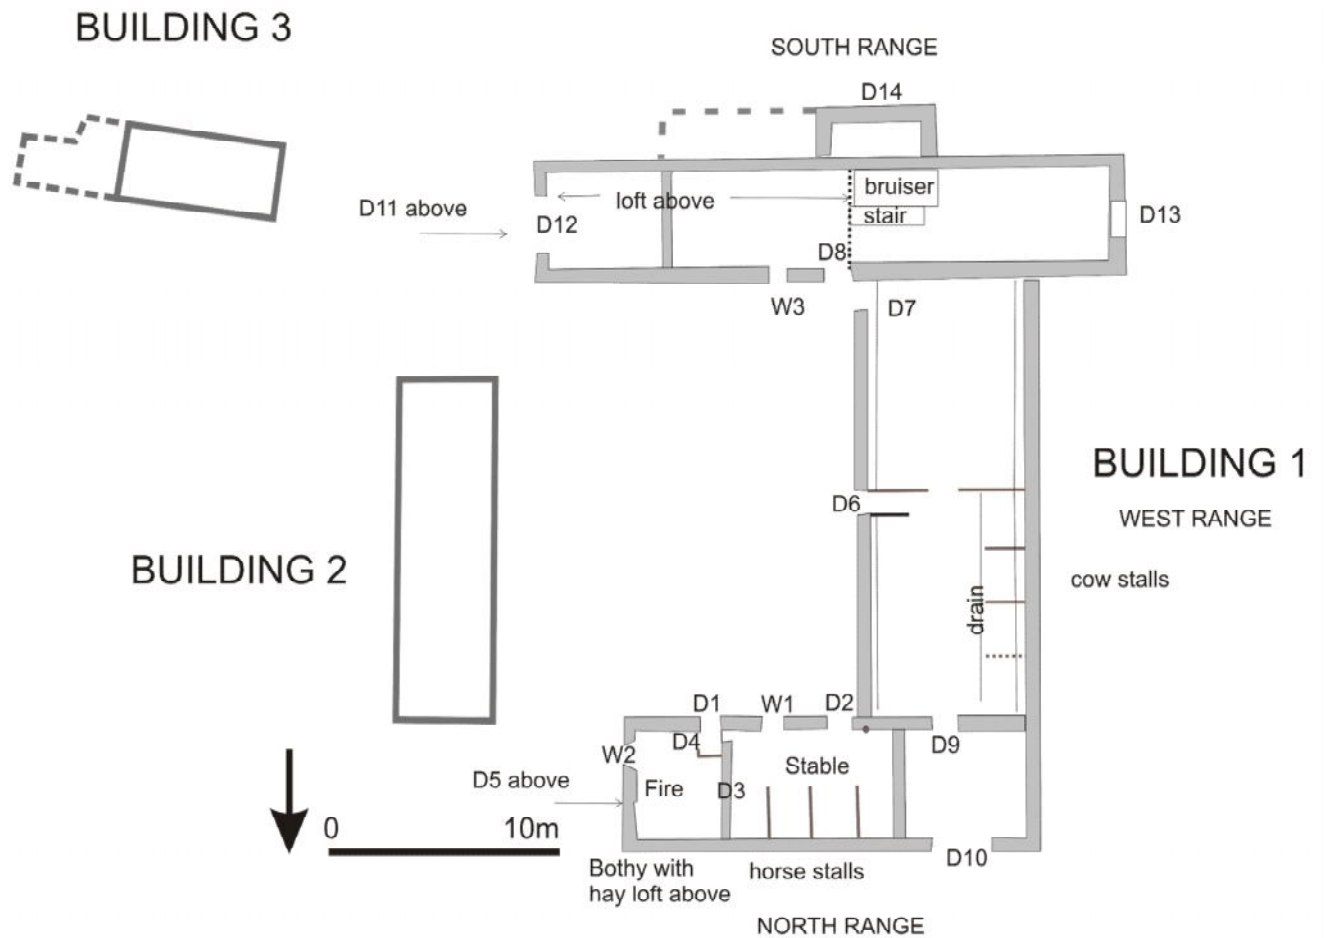 BUILDING 3
SOUTH RANGE
D14
bruiser
loft above
D11 above
stair
D12
D13
D8
W3
D7
BUILDING 1
D6
WEST RANGE
BUILDING 2
cow stalls
drain
D1
W1
D2
D4
D9
W2
Stable
D5 above
Fire
D3
0
10m
D10
Bothy with
hay loft above
horse stalls
NORTH RANGE